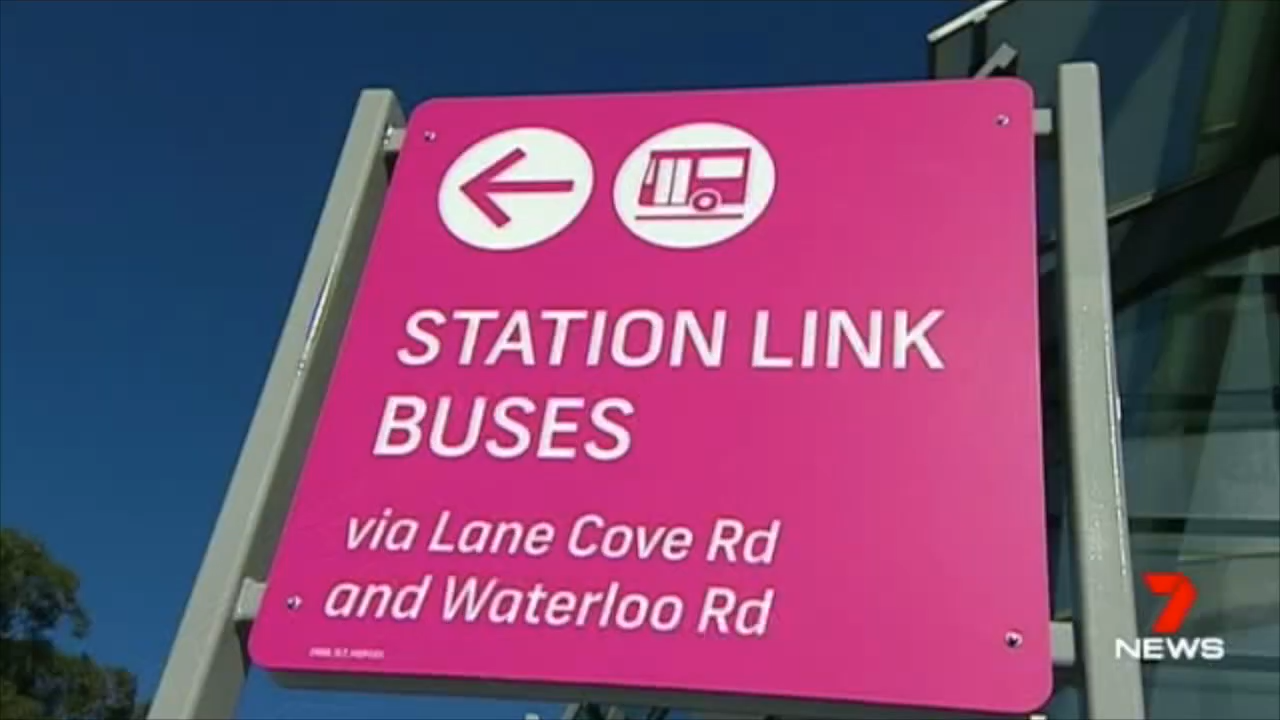 STATION LINK
BUSES
via Lane Cove Rd
and Waterloo Rd
7
NEWS